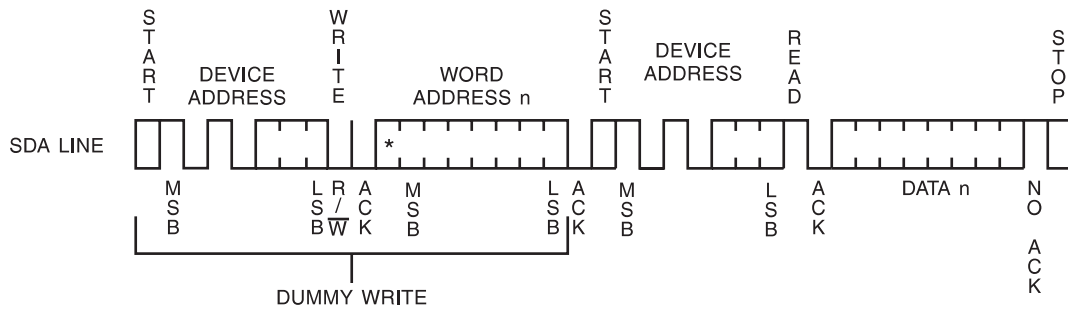 START
WRITE
START
READ
STOP
DEVICE
ADDRESS
WORD
ADDRESS n
DEVICE
ADDRESS
SDA LINE
*
MSB
LSB
R/W
ACK
MSB
LSB
ACK
MSB
LSB
ACK
DATA n
NO ACK
DUMMY WRITE